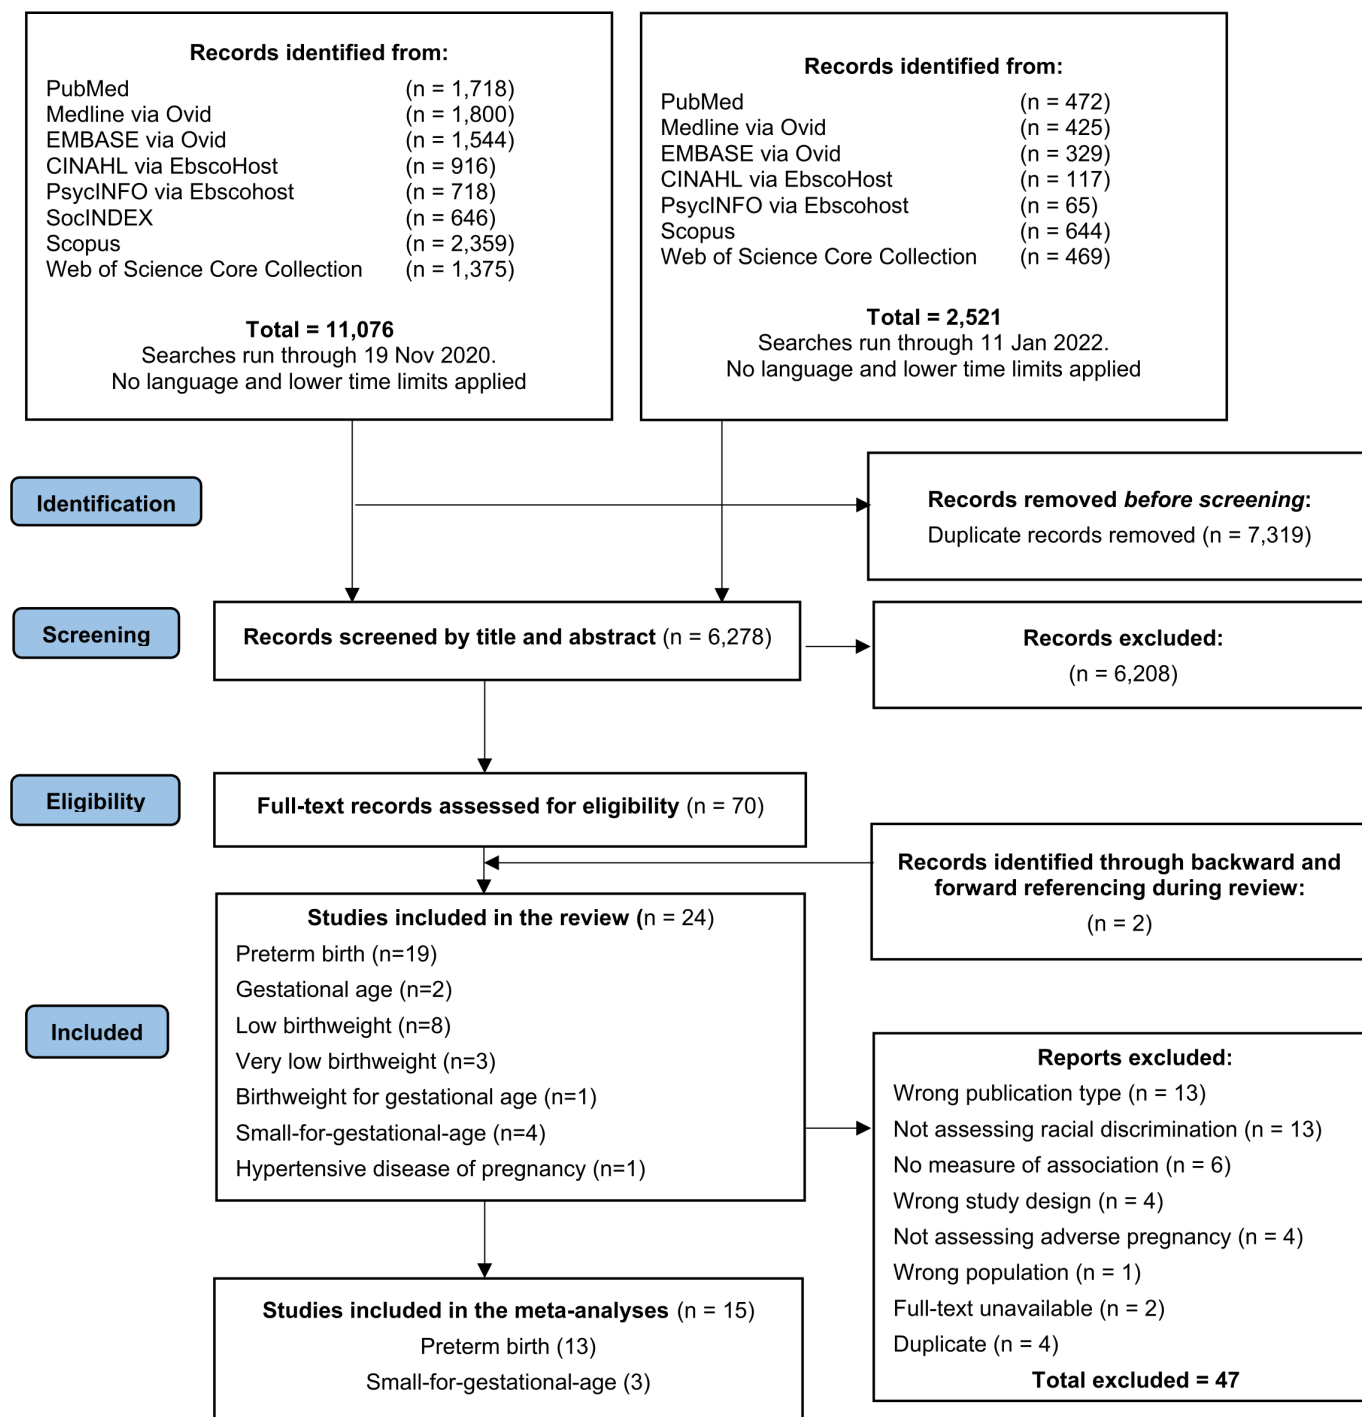 Records identified from:
PubMed (n = 1,718)
Medline via Ovid (n = 1,800)
EMBASE via Ovid (n = 1,544)
CINAHL via EbscoHost (n = 916)
PsycINFO via Ebscohost (n = 718)
SocINDEX (n = 646)
Scopus (n = 2,359)
Web of Science Core Collection (n = 1,375)
Total = 11,076
Searches run through 19 Nov 2020.
No language and lower time limits applied
Records identified from:
PubMed (n = 472)
Medline via Ovid (n = 425)
EMBASE via Ovid (n = 329)
CINAHL via EbscoHost (n = 117)
PsycINFO via Ebscohost (n = 65)
Scopus (n = 644)
Web of Science Core Collection (n = 469)
Total = 2,521
Searches run through 11 Jan 2022.
No language and lower time limits applied
Identification
Records removed before screening:
Duplicate records removed (n = 7,319)
Screening
Records screened by title and abstract (n = 6,278)
Records excluded:
(n = 6,208)
Eligibility
Full-text records assessed for eligibility (n = 70)
Records identified through backward and
forward referencing during review:
(n = 2)
Included
Studies included in the review (n = 24)
Preterm birth (n=19)
Gestational age (n=2)
Low birthweight (n=8)
Very low birthweight (n=3)
Birthweight for gestational age (n=1)
Small-for-gestational-age (n=4)
Hypertensive disease of pregnancy (n=1)
Reports excluded:
Wrong publication type (n = 13)
Not assessing racial discrimination (n = 13)
No measure of association (n = 6)
Wrong study design (n = 4)
Not assessing adverse pregnancy (n = 4)
Wrong population (n = 1)
Full-text unavailable (n = 2)
Duplicate (n = 4)
Total excluded = 47
Studies included in the meta-analyses (n = 15)
Preterm birth (13)
Small-for-gestational-age (3)